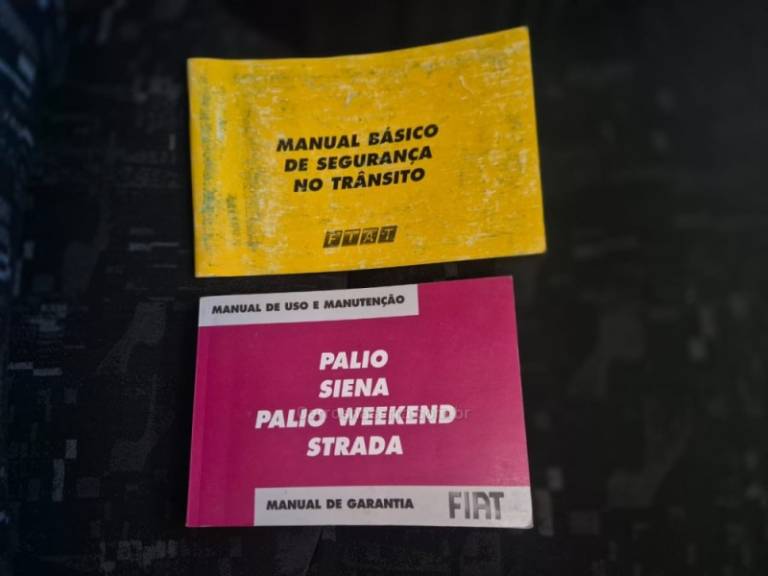 MANUAL BÁSICO
DE SEGURANÇA
NO TRÂNSITO
FIAT
MANUAL DE USO E MANUTENÇÃO
PALIO
SIENA
PALIO WEEKEND
STRADA
MANUAL DE GARANTIA
FIAT